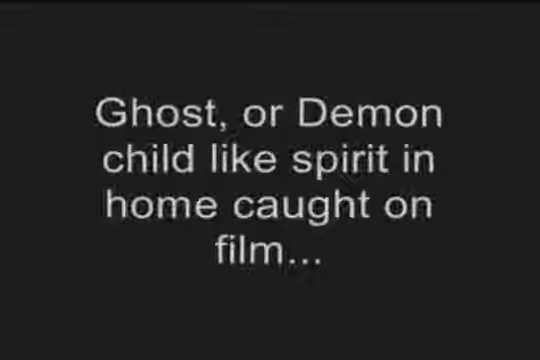 Ghost, or Demon
child like spirit in
home caught on
film...